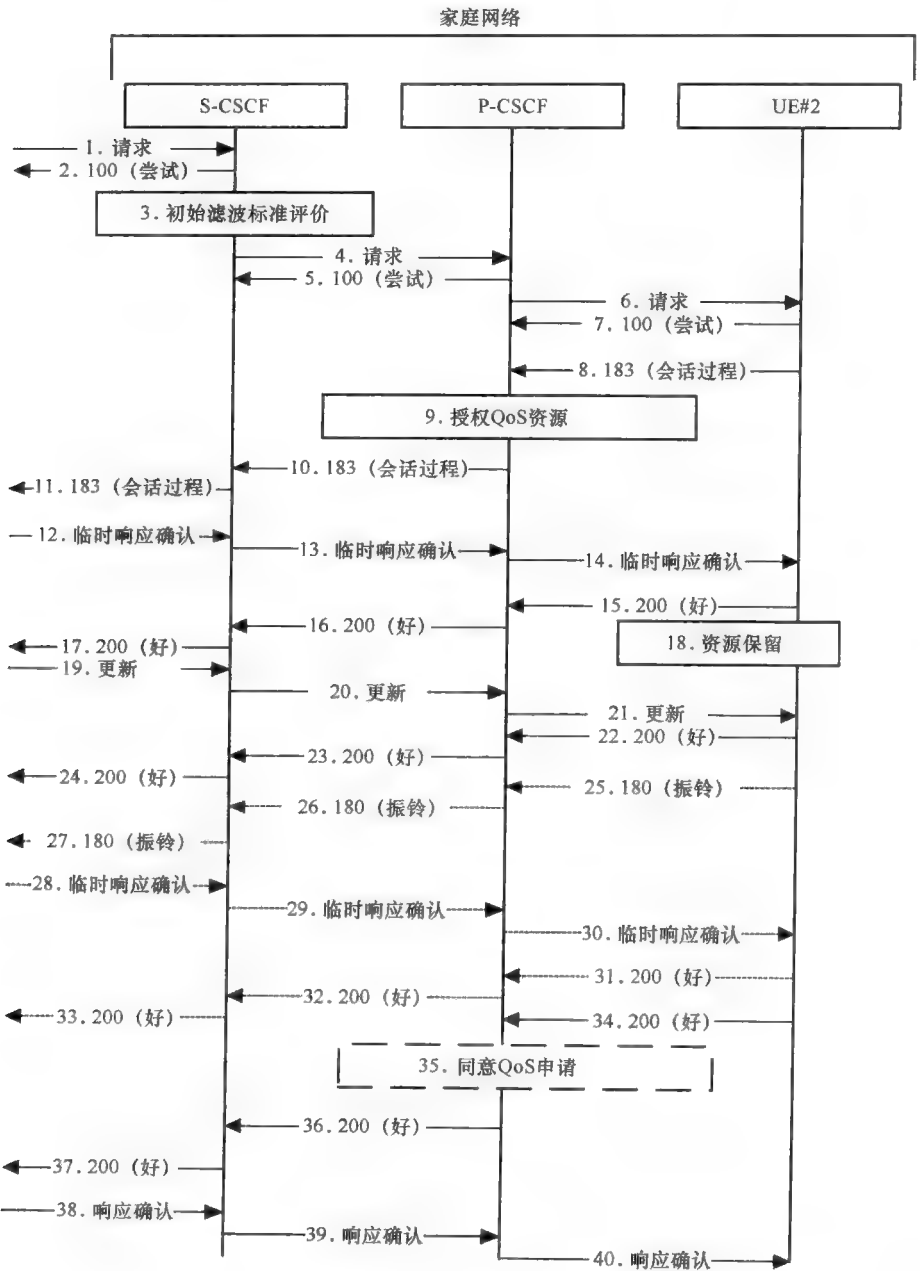 家庭网络
S-CSCF
P-CSCF
UE#2
1. 请求
2. 100 (尝试)
3. 初始滤波标准评价
4. 请求
5. 100 (尝试)
6. 请求
7. 100 (尝试)
8. 183 (会话过程)
9. 授权QoS资源
10. 183 (会话过程)
11. 183 (会话过程)
12. 临时响应确认
13. 临时响应确认
14. 临时响应确认
15. 200 (好)
16. 200 (好)
17. 200 (好)
18. 资源保留
19. 更新
20. 更新
21. 更新
22. 200 (好)
23. 200 (好)
24. 200 (好)
25. 180 (振铃)
26. 180 (振铃)
27. 180 (振铃)
28. 临时响应确认
29. 临时响应确认
30. 临时响应确认
31. 200 (好)
32. 200 (好)
33. 200 (好)
34. 200 (好)
35. 同意QoS申请
36. 200 (好)
37. 200 (好)
38. 响应确认
39. 响应确认
40. 响应确认